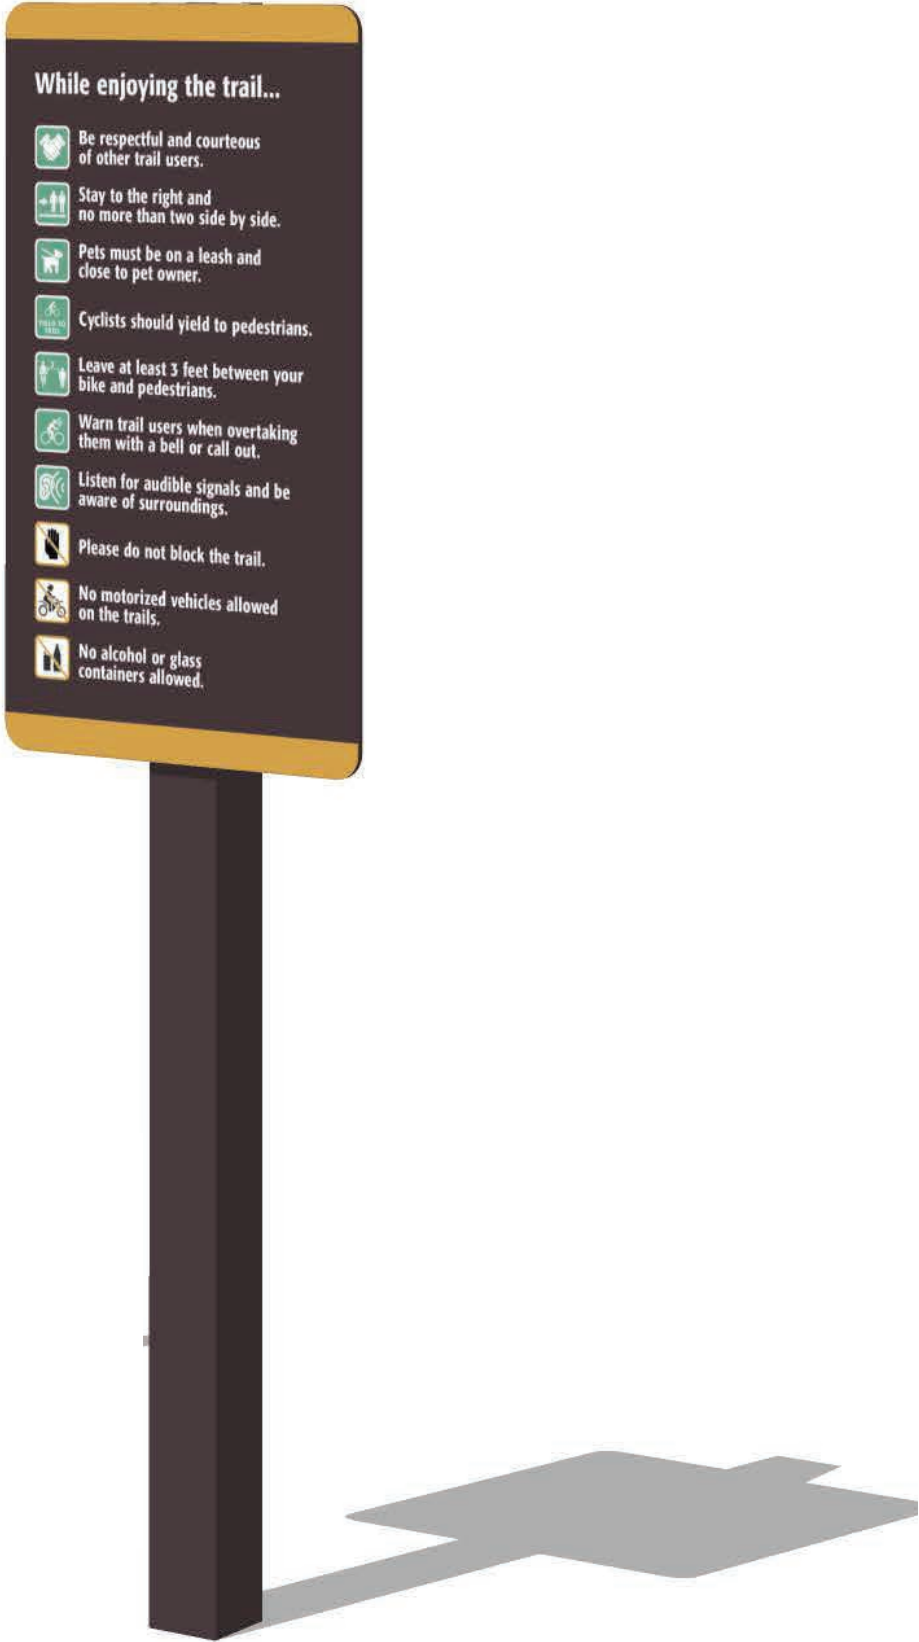 While enjoying the trail...
Be respectful and courteous
of other trail users.
Stay to the right and
no more than two side by side.
Pets must be on a leash and
close to pet owner.
Cyclists should yield to pedestrians.
Leave at least 3 feet between your
bike and pedestrians.
Warn trail users when overtaking
them with a bell or call out.
Listen for audible signals and be
aware of surroundings.
Please do not block the trail.
No motorized vehicles allowed
on the trails.
No alcohol or glass
containers allowed.